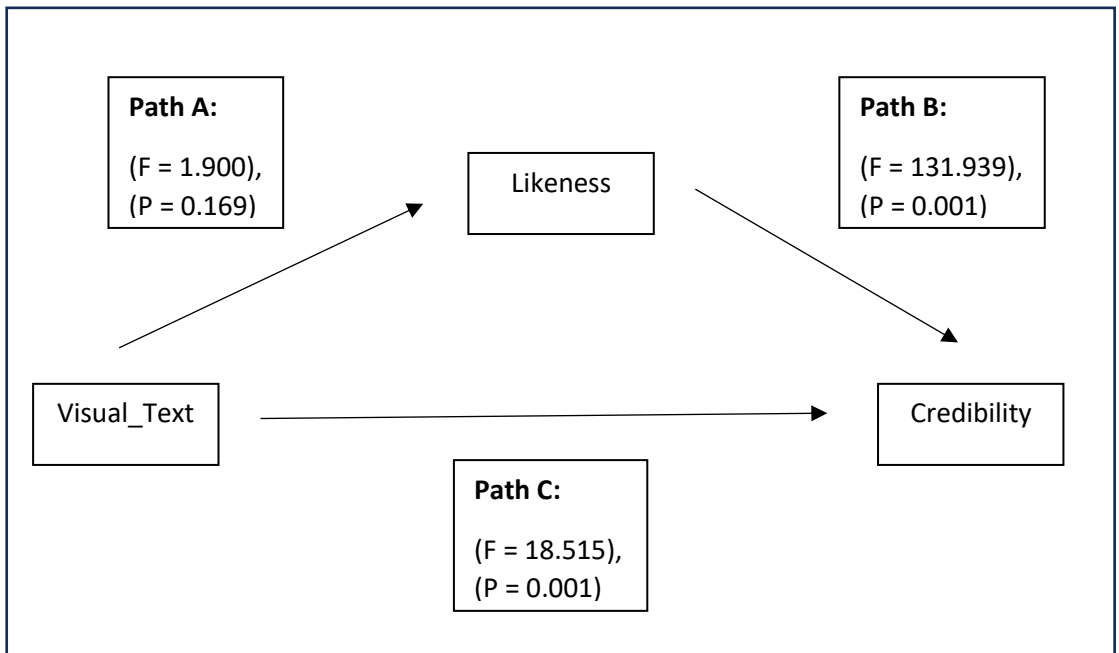 Path A:
(F = 1.900),
(P = 0.169)
Likeness
Path B:
(F = 131.939),
(P = 0.001)
Visual_Text
Credibility
Path C:
(F = 18.515),
(P = 0.001)